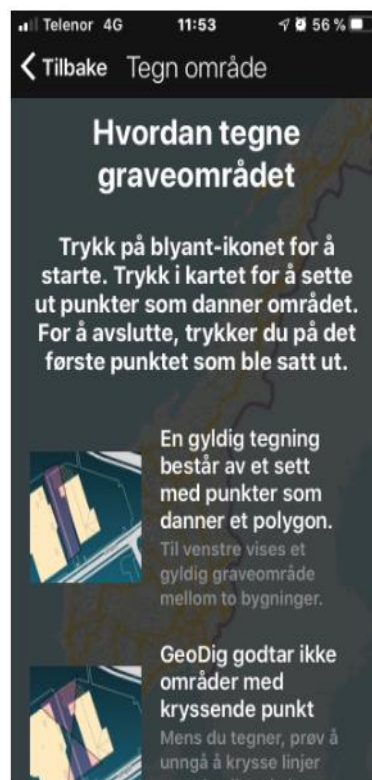 Telenor 4G 11:53 56 %
Tilbake Tegn område
Hvordan tegne
graveområdet
Trykk på blyant-ikonet for å
starte. Trykk i kartet for å sette
ut punkter som danner området.
For å avslutte, trykker du på det
første punktet som ble satt ut.
En gyldig tegning
består av et sett
med punkter som
danner et polygon.
Til venstre vises et
gyldig graveområde
mellom to bygninger.
GeoDig godtar ikke
områder med
kryssende punkt
Mens du tegner, prøv å
unngå å krysse linjer